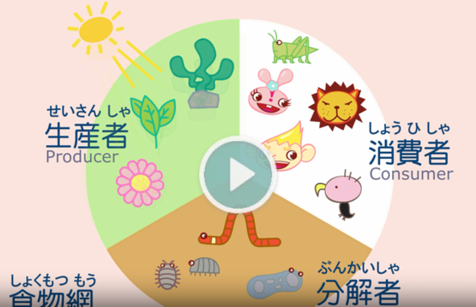 せいさん しゃ
生産者
Producer
しょう ひ しゃ
消費者
Consumer
ぶんかいしゃ
分解者
しょくもつ もう
食物網